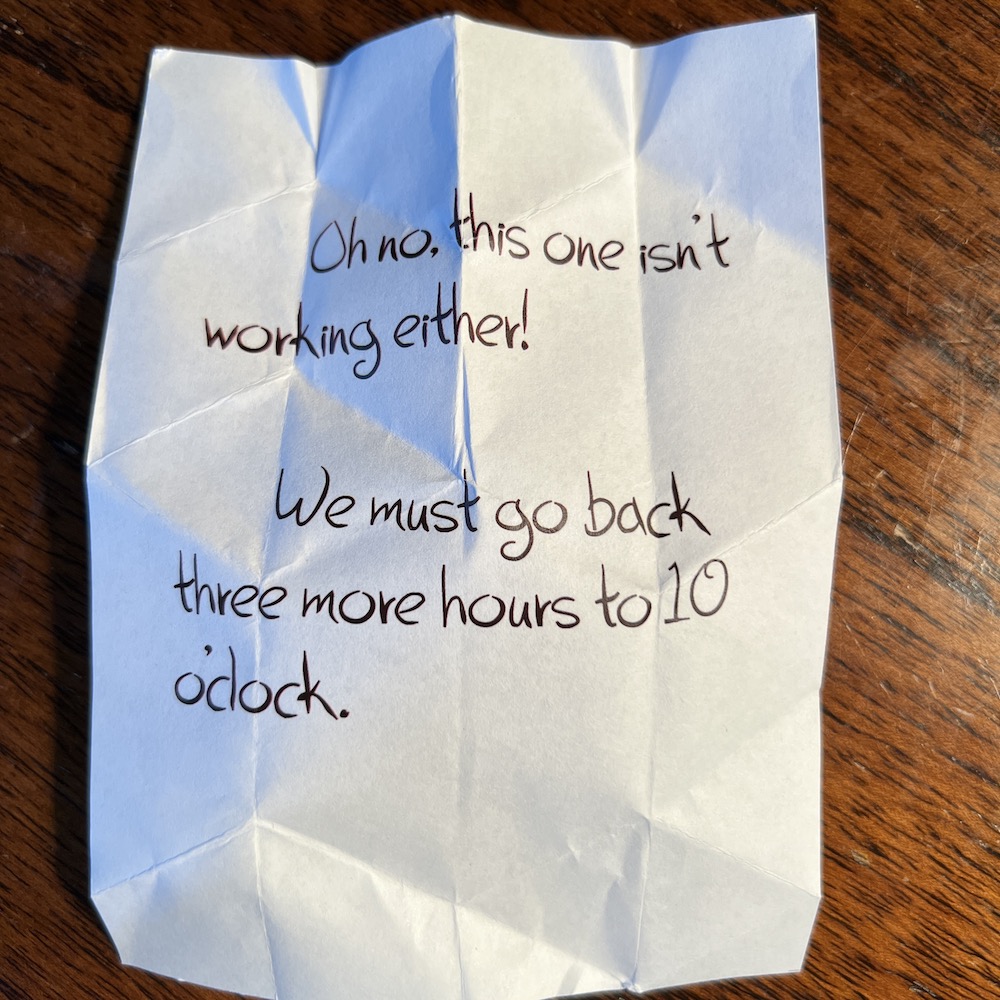 Oh no, this one isn't
working either!
We must go back
three more hours to 10
o'clock.